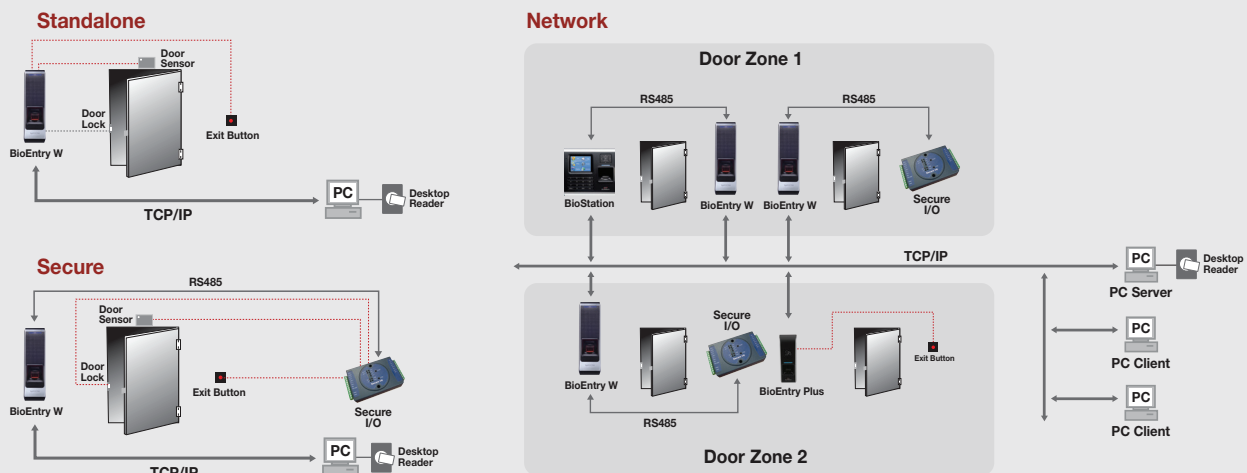 Standalone
Door
Sensor
Door
Lock
Exit Button
BioEntry W
PC
Desktop
Reader
TCP/IP
Secure
RS485
Door
Sensor
Door
Lock
Exit Button
BioEntry W
Secure
I/O
PC
Desktop
Reader
TCP/IP
Network
Door Zone 1
RS485
RS485
BioStation
BioEntry W
BioEntry W
Secure
I/O
TCP/IP
PC
Desktop
Reader
PC Server
PC
PC Client
PC
PC Client
Secure
I/O
BioEntry W
BioEntry Plus
Exit Button
RS485
Door Zone 2